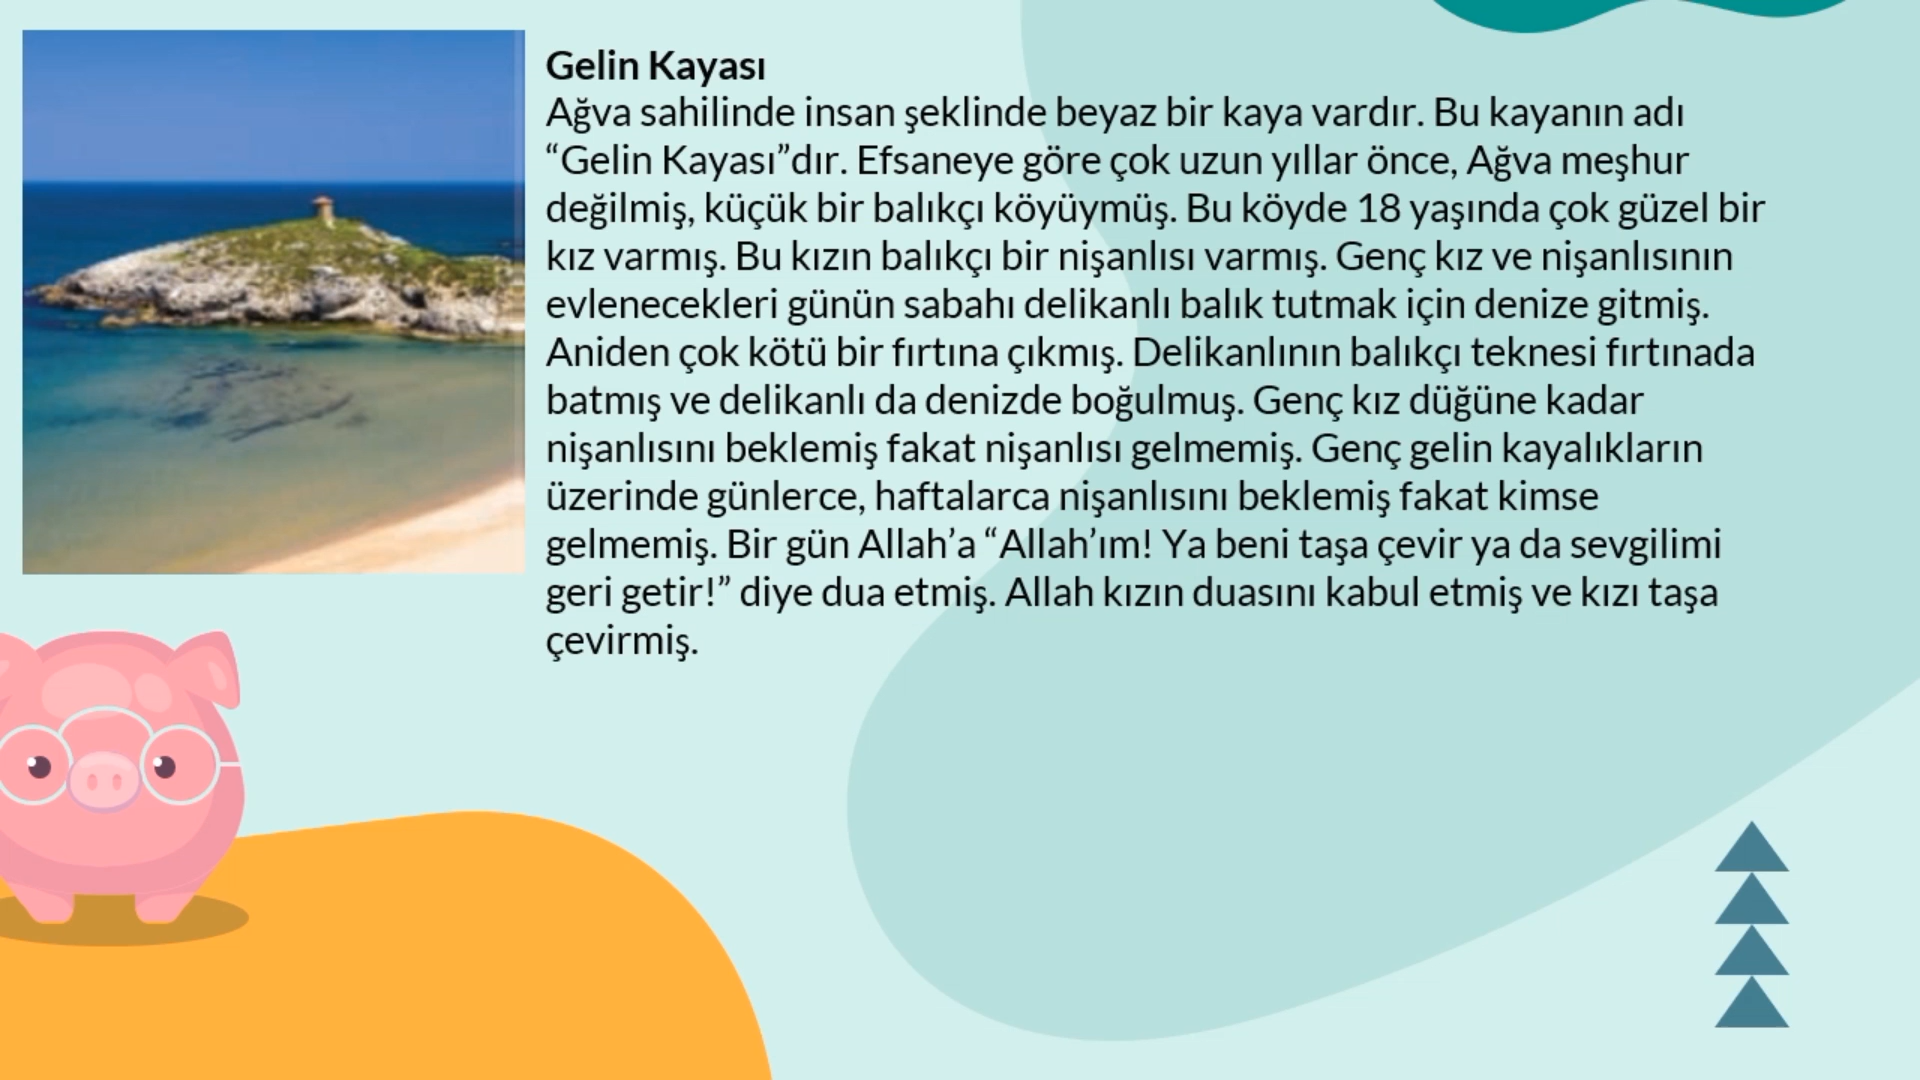 Gelin Kayası
Ağva sahilinde insan şeklinde beyaz bir kaya vardır. Bu kayanın adı
“Gelin Kayası”dır. Efsaneye göre çok uzun yıllar önce, Ağva meşhur
değilmiş, küçük bir balıkçı köyüymüş. Bu köyde 18 yaşında çok güzel bir
kız varmış. Bu kızın balıkçı bir nişanlısı varmış. Genç kız ve nişanlısının
evlenecekleri günün sabahı delikanlı balık tutmak için denize gitmiş.
Aniden çok kötü bir fırtına çıkmış. Delikanlının balıkçı teknesi fırtınada
batmış ve delikanlı da denizde boğulmuş. Genç kız düğüne kadar
nişanlısını beklemiş fakat nişanlısı gelmemiş. Genç gelin kayalıkların
üzerinde günlerce, haftalarca nişanlısını beklemiş fakat kimse
gelmemiş. Bir gün Allah’a “Allah’ım! Ya beni taşa çevir ya da sevgilimi
geri getir!” diye dua etmiş. Allah kızın duasını kabul etmiş ve kızı taşa
çevirmiş.